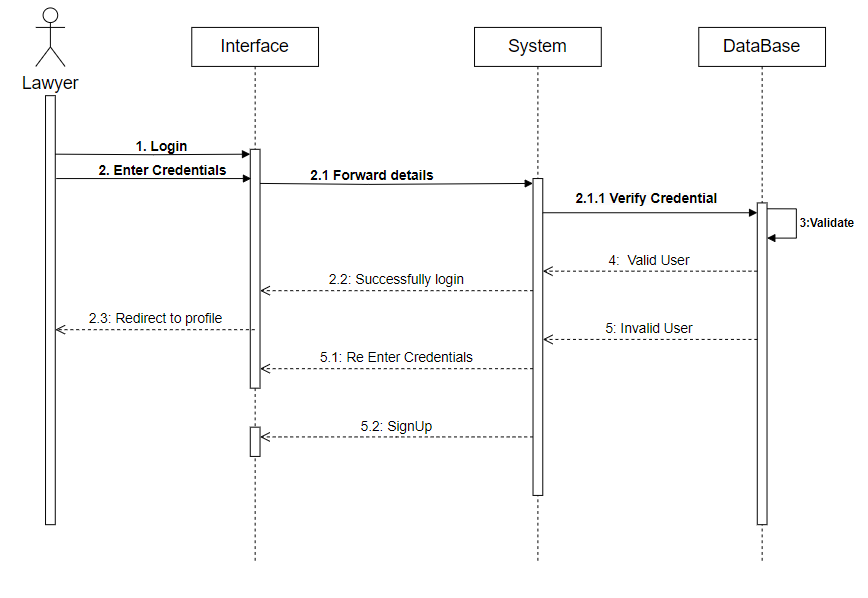 Lawyer
Interface
System
DataBase
1. Login
2. Enter Credentials
2.1 Forward details
2.1.1 Verify Credential
3:Validate
4:  Valid User
2.2: Successfully login
2.3: Redirect to profile
5: Invalid User
5.1: Re Enter Credentials
5.2: SignUp